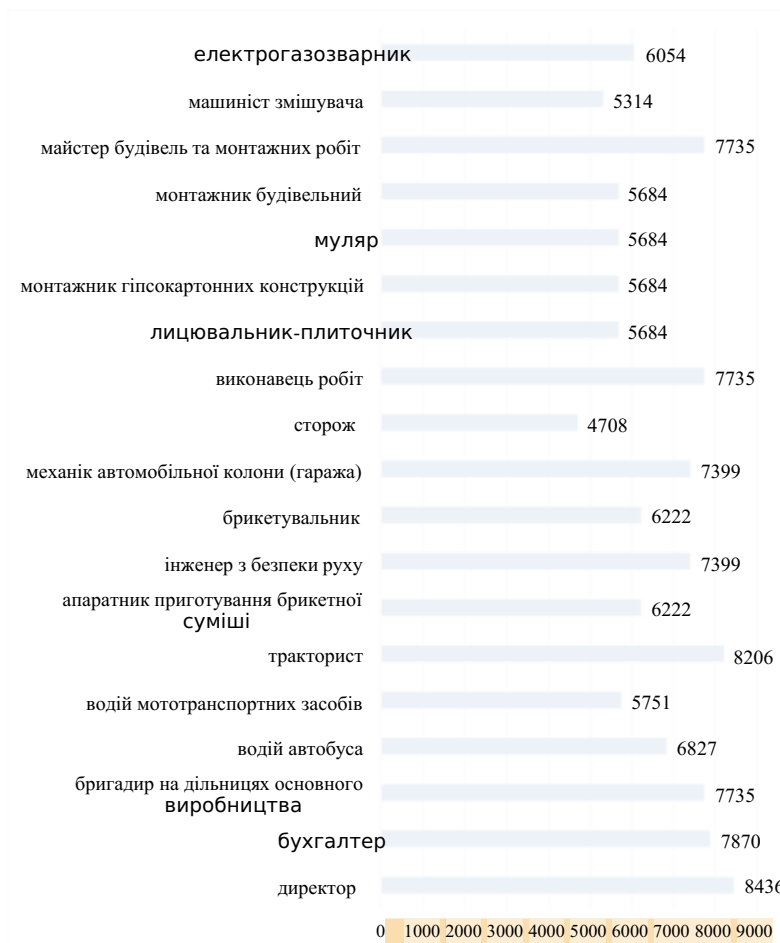 електрогазозварник 6054
машиніст змішувача 5314
майстер будівель та монтажних робіт 7735
монтажник будівельний 5684
муляр 5684
монтажник гіпсокартонних конструкцій 5684
лицювальник-плиточник 5684
виконавець робіт 7735
сторож 4708
механік автомобільної колони (гаража) 7399
брикетувальник 6222
інженер з безпеки руху 7399
апаратник приготування брикетної
суміші 6222
тракторист 8206
водій мототранспортних засобів 5751
водій автобуса 6827
бригадир на дільницях основного
виробництва 7735
бухгалтер 7870
директор 8436
0 1000 2000 3000 4000 5000 6000 7000 8000 9000